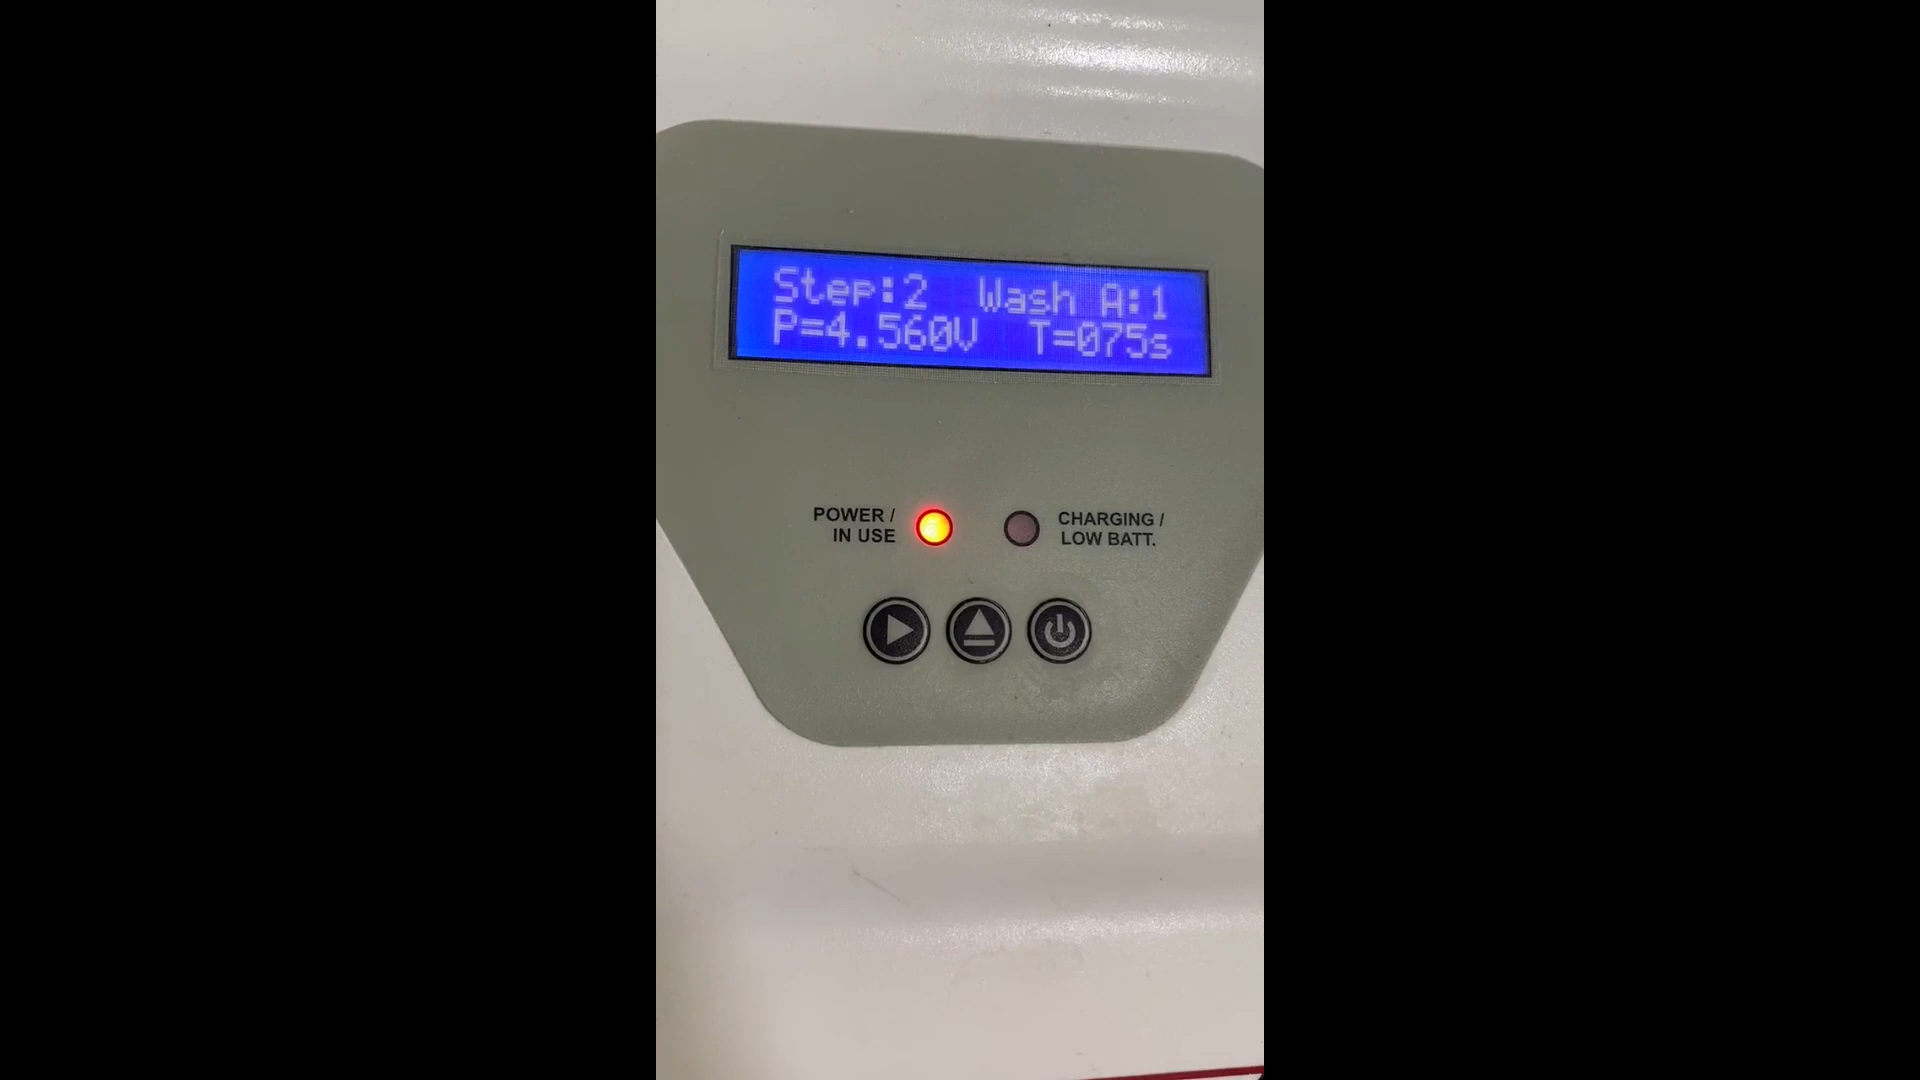 Step:2 Wash A:1
P=4.560V T=075s
POWER /
IN USE
CHARGING /
LOW BATT.